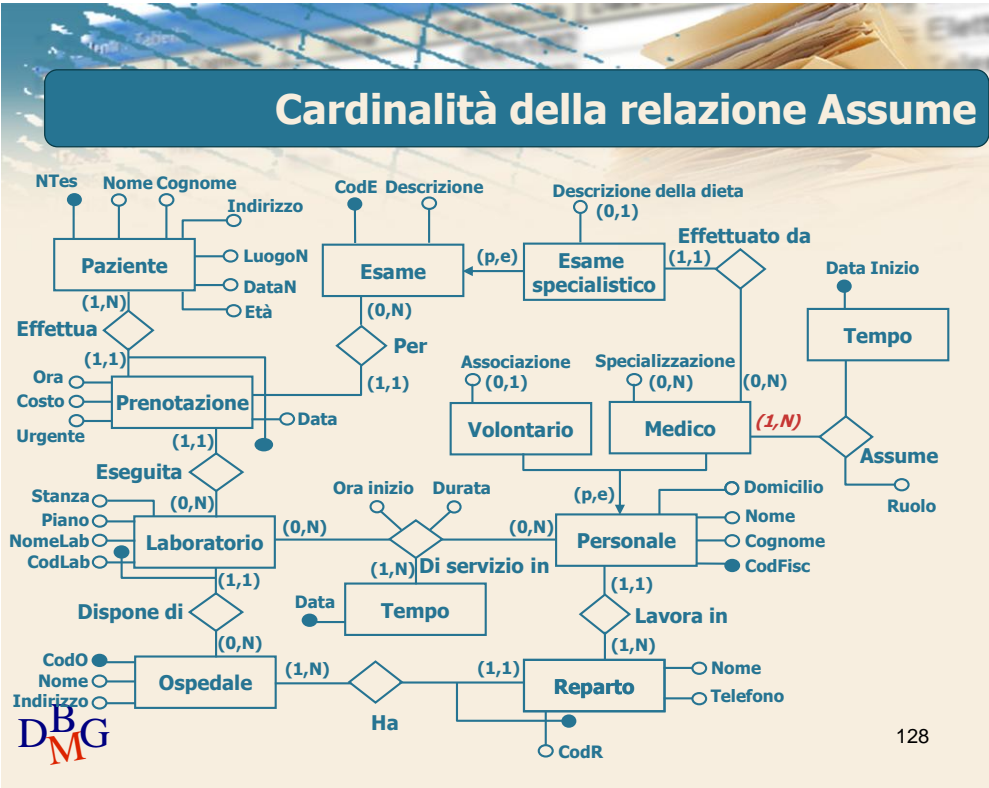 Cardinalità della relazione Assume
NTes
Nome Cognome
Indirizzo
CodE Descrizione
Descrizione della dieta
(0,1)
Effettuato da
Paziente
LuogoN
DataN
Età
Esame
(p,e)
Esame
specialistico
(1,1)
Data Inizio
Tempo
(1,N)
Effettua
(0,N)
Per
(1,1)
(1,1)
Associazione
(0,1)
Specializzazione
(0,N)
(0,N)
Ora
Costo
Urgente
Prenotazione
Data
Volontario
Medico
(1,N)
Assume
Ruolo
(1,1)
Eseguita
(0,N)
Stanza
Piano
NomeLab
CodLab
Laboratorio
(0,N)
Ora inizio
Durata
(0,N)
(p,e)
Personale
Domicilio
Nome
Cognome
CodFisc
(1,N)
Di servizio in
(1,1)
Dispone di
(0,N)
Data
Tempo
(1,1)
Lavora in
(1,N)
CodO
Nome
Indirizzo
Ospedale
(1,N)
Ha
(1,1)
Reparto
Nome
Telefono
CodR
DBMG
128